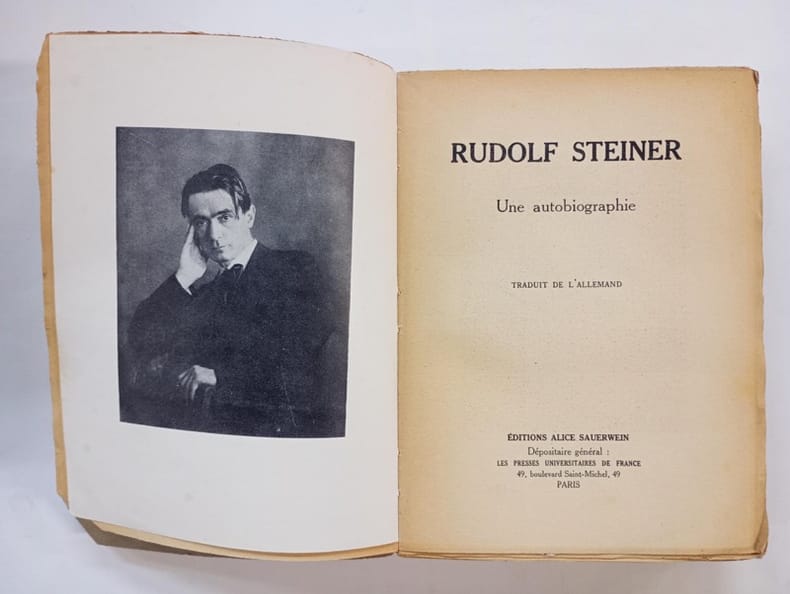 RUDOLF STEINER
Une autobiographie
TRADUIT DE L'ALLEMAND
ÉDITIONS ALICE SAUERWEIN
Dépositaire général :
LES PRESSES UNIVERSITAIRES DE FRANCE
49, boulevard Saint-Michel, 49
PARIS